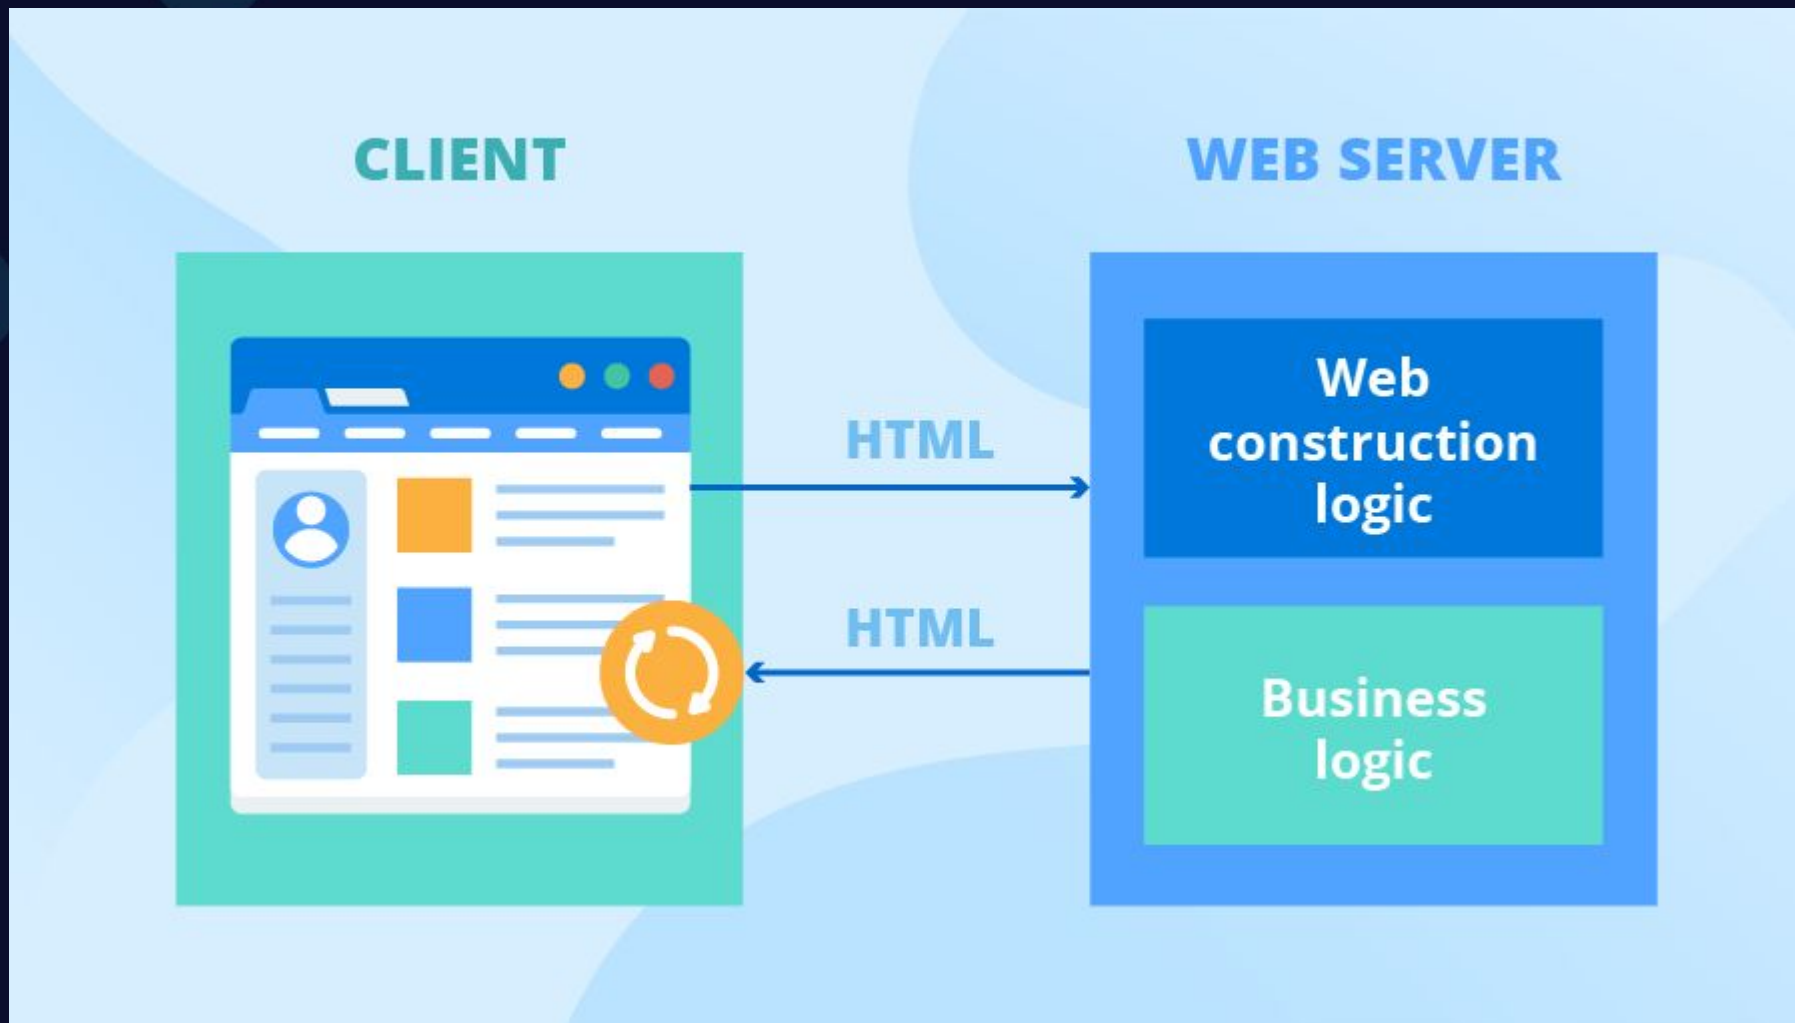 CLIENT
WEB SERVER
HTML
HTML
Web
construction
logic
Business
logic